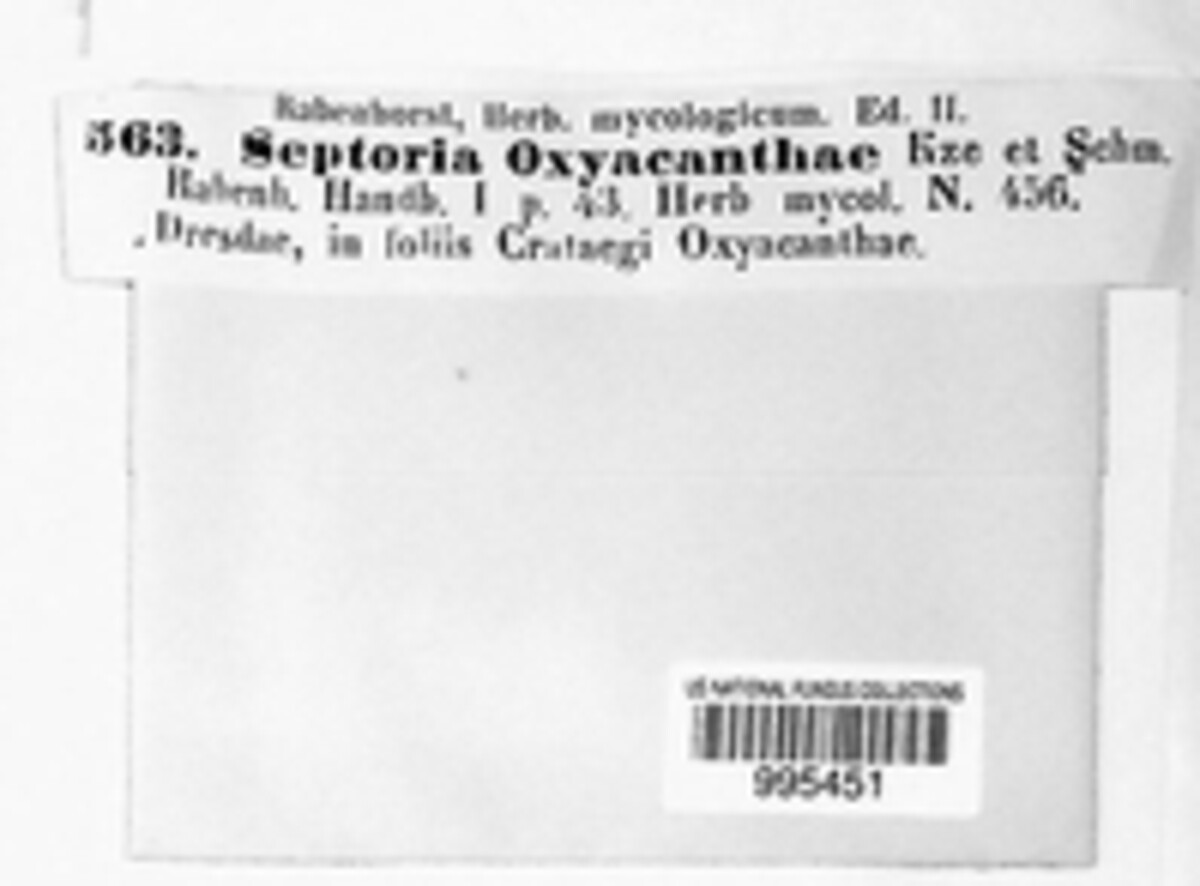 Rabenhorst, Herb. mycologicum. Ed. II.
563. Septoria Oxyacanthae Kze et Schm.
Rabenh. Handb. I p. 43. Herb mycol. N. 456.
Dresdae, in foliis Crataegi Oxyacanthae.
US NATIONAL FUNGUS COLLECTIONS
995451